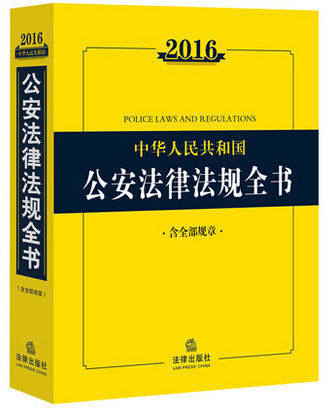 2016
POLICE LAWS AND REGULATIONS
中华人民共和国
公安法律法规全书
·含全部规章·
法律出版社
LAW PRESS·CHINA
2016
中华人民共和国
公安法律法规全书
（含全部规章）
法律出版社
LAW PRESS·CHINA